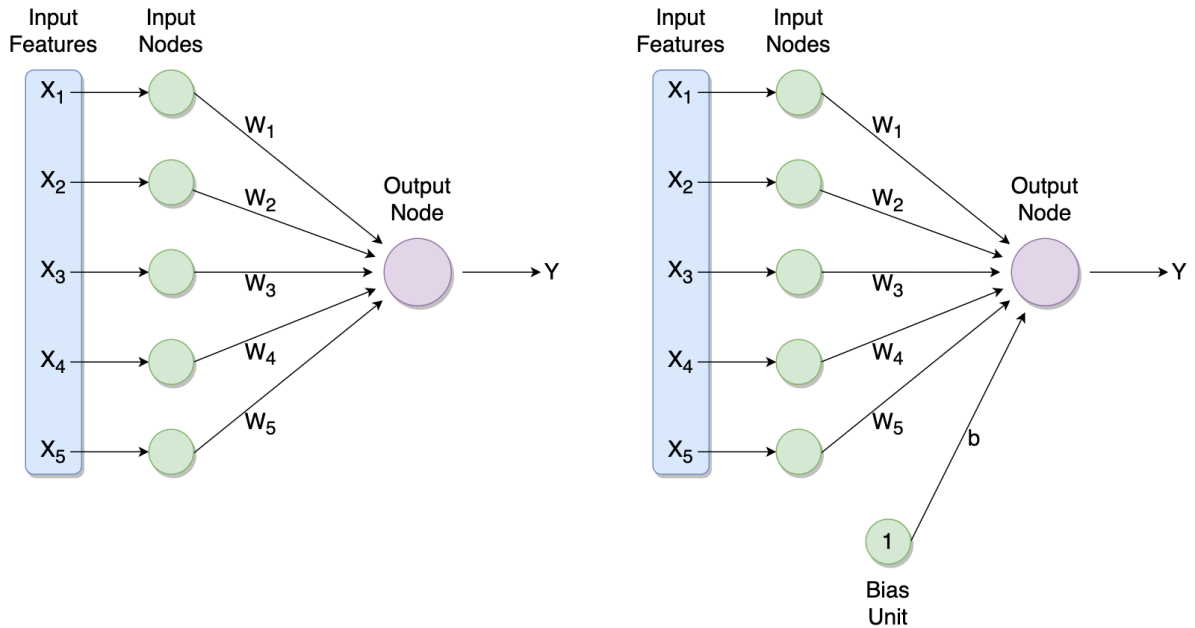 Input
Features
Input
Nodes
X1
X2
X3
X4
X5
W1
W2
W3
W4
W5
Output
Node
Y
Input
Features
Input
Nodes
X1
X2
X3
X4
X5
W1
W2
W3
W4
W5
b
Output
Node
Y
1
Bias
Unit